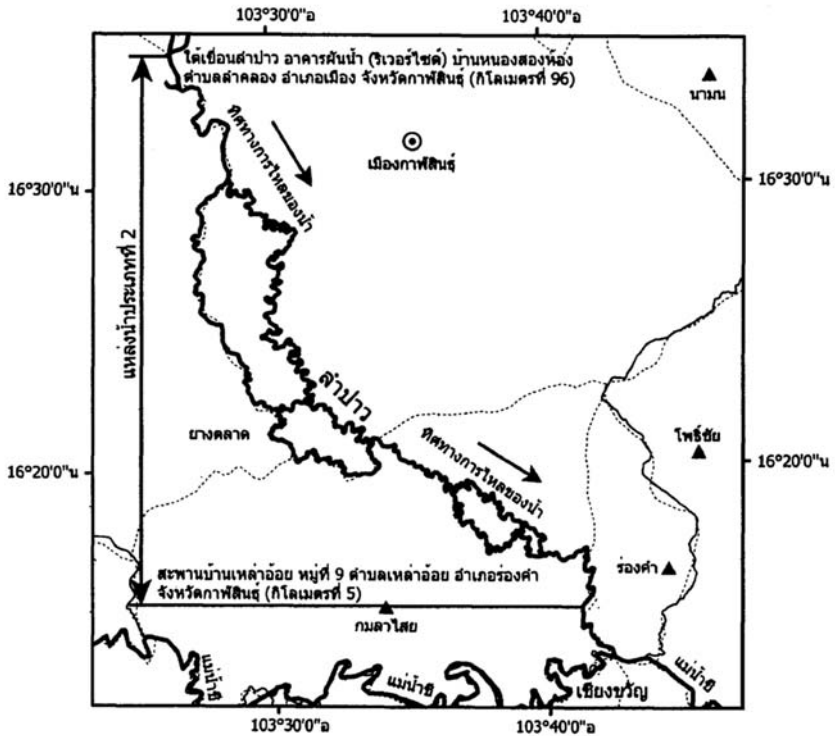 103°30'0"อ
103°40'0"อ
ใต้เขื่อนลำปาว อาคารผันน้ำ (ริเวอร์ไซด์) บ้านหนองสองห้อง
ตำบลลำคลอง อำเภอเมือง จังหวัดกาฬสินธุ์ (กิโลเมตรที่ 96)
นามน
ทิศทางการไหลของน้ำ
เมืองกาฬสินธุ์
16°30'0"น
16°30'0"น
แหล่งน้ำประเภทที่ 2
ลำปาว
ยางตลาด
โพธิ์ชัย
ทิศทางการไหลของน้ำ
16°20'0"น
16°20'0"น
สะพานบ้านเหล่าอ้อย หมู่ที่ 9 ตำบลเหล่าอ้อย อำเภอร่องคำ
จังหวัดกาฬสินธุ์ (กิโลเมตรที่ 5)
ร่องคำ
กมลาไสย
แม่น้ำชี
แม่น้ำชี
เชียงขวัญ
แม่น้ำชี
103°30'0"อ
103°40'0"อ